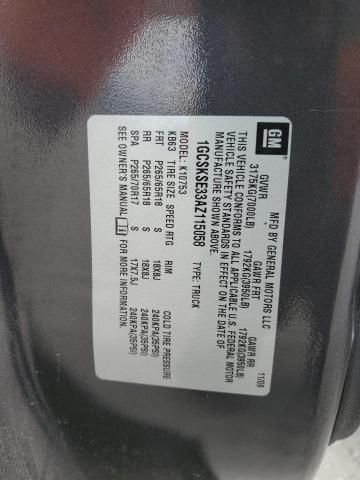 GM
MFD BY GENERAL MOTORS LLC 11/09
GVWR GAWR FRT GAWR RR
3175KG(7000LB) 1792KG(3950LB) 1792KG(3950LB)
THIS VEHICLE CONFORMS TO ALL APPLICABLE U.S. FEDERAL MOTOR
VEHICLE SAFETY STANDARDS IN EFFECT ON THE DATE OF
MANUFACTURE SHOWN ABOVE.
1GCSKSE33AZ115058 TYPE: TRUCK
MODEL: K10753
KB63 TIRE SIZE SPEED RTG RIM COLD TIRE PRESSURE
FRT P265/65R18 S 18X8J 240KPA(35PSI)
RR P265/65R18 S 18X8J 240KPA(35PSI)
SPA P265/70R17 S 17X7.5J 240KPA(35PSI)
SEE OWNER'S MANUAL FOR MORE INFORMATION.